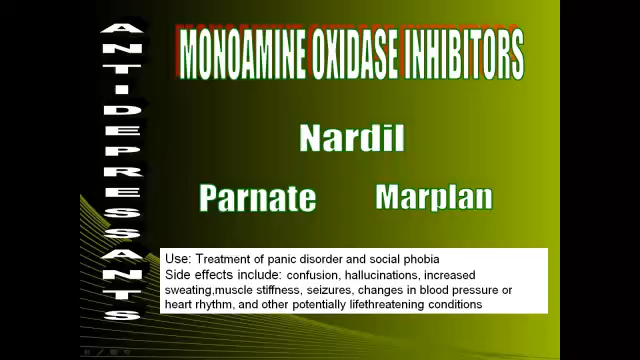 ANTIDEPRESSANTS
MONOAMINE OXIDASE INHIBITORS
Nardil
Parnate Marplan
Use: Treatment of panic disorder and social phobia
Side effects include: confusion, hallucinations, increased
sweating,muscle stiffness, seizures, changes in blood pressure or
heart rhythm, and other potentially lifethreatening conditions